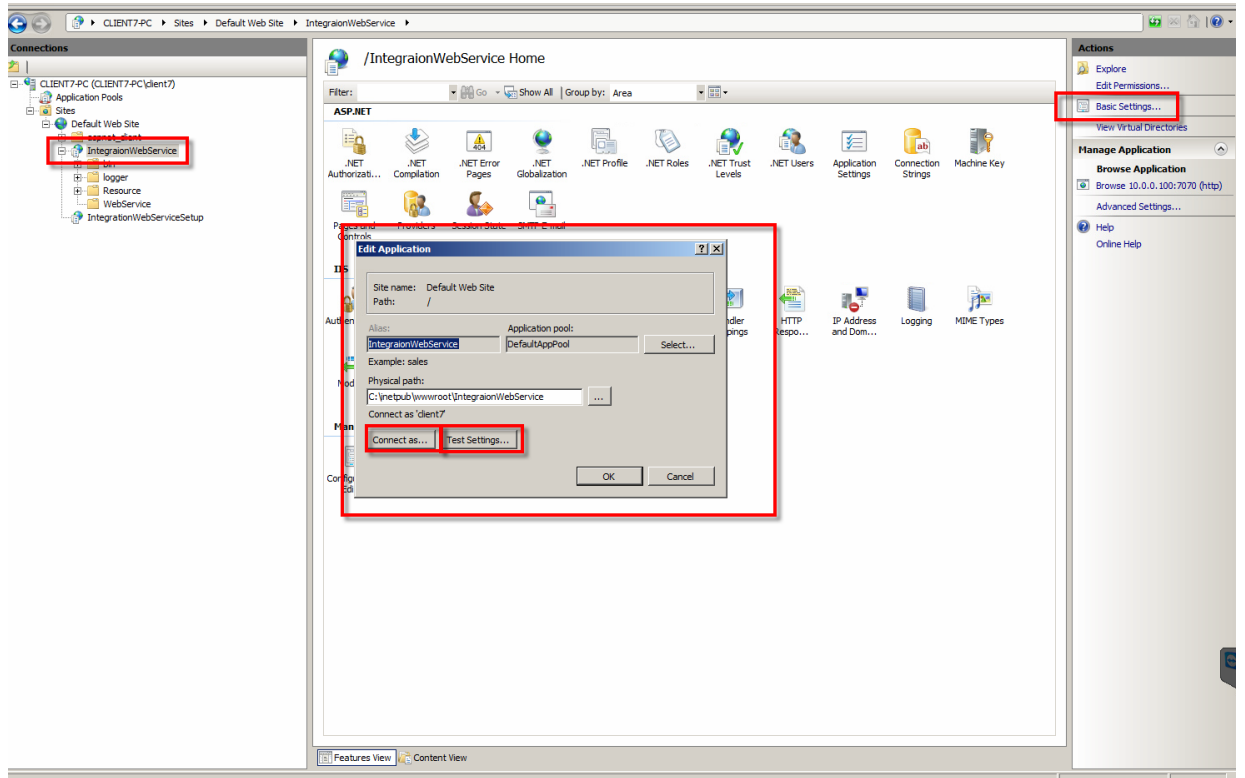 CLIENT7-PC Sites Default Web Site IntegraionWebService
Connections
CLIENT7-PC (CLIENT7-PC\client7)
Application Pools
Sites
Default Web Site
aspnet_client
IntegraionWebService
bin
logger
Resource
WebService
IntegrationWebServiceSetup
/IntegraionWebService Home
Filter: Go Show All Group by: Area
ASP.NET
.NET Authorizati...
.NET Compilation
.NET Error Pages
.NET Globalization
.NET Profile
.NET Roles
.NET Trust Levels
.NET Users
Application Settings
Connection Strings
Machine Key
Pages and Controls
Providers
Session State
SMTP E-mail
IIS
HTTP Respo...
IP Address and Dom...
Logging
MIME Types
Edit Application
Site name: Default Web Site
Path: /
Alias:
Application pool:
IntegraionWebService
DefaultAppPool
Select...
Example: sales
Physical path:
C:\inetpub\wwwroot\IntegraionWebService
...
Connect as 'client7'
Connect as...
Test Settings...
OK
Cancel
Features View
Content View
Actions
Explore
Edit Permissions...
Basic Settings...
View Virtual Directories
Manage Application
Browse Application
Browse 10.0.0.100:7070 (http)
Advanced Settings...
Help
Online Help